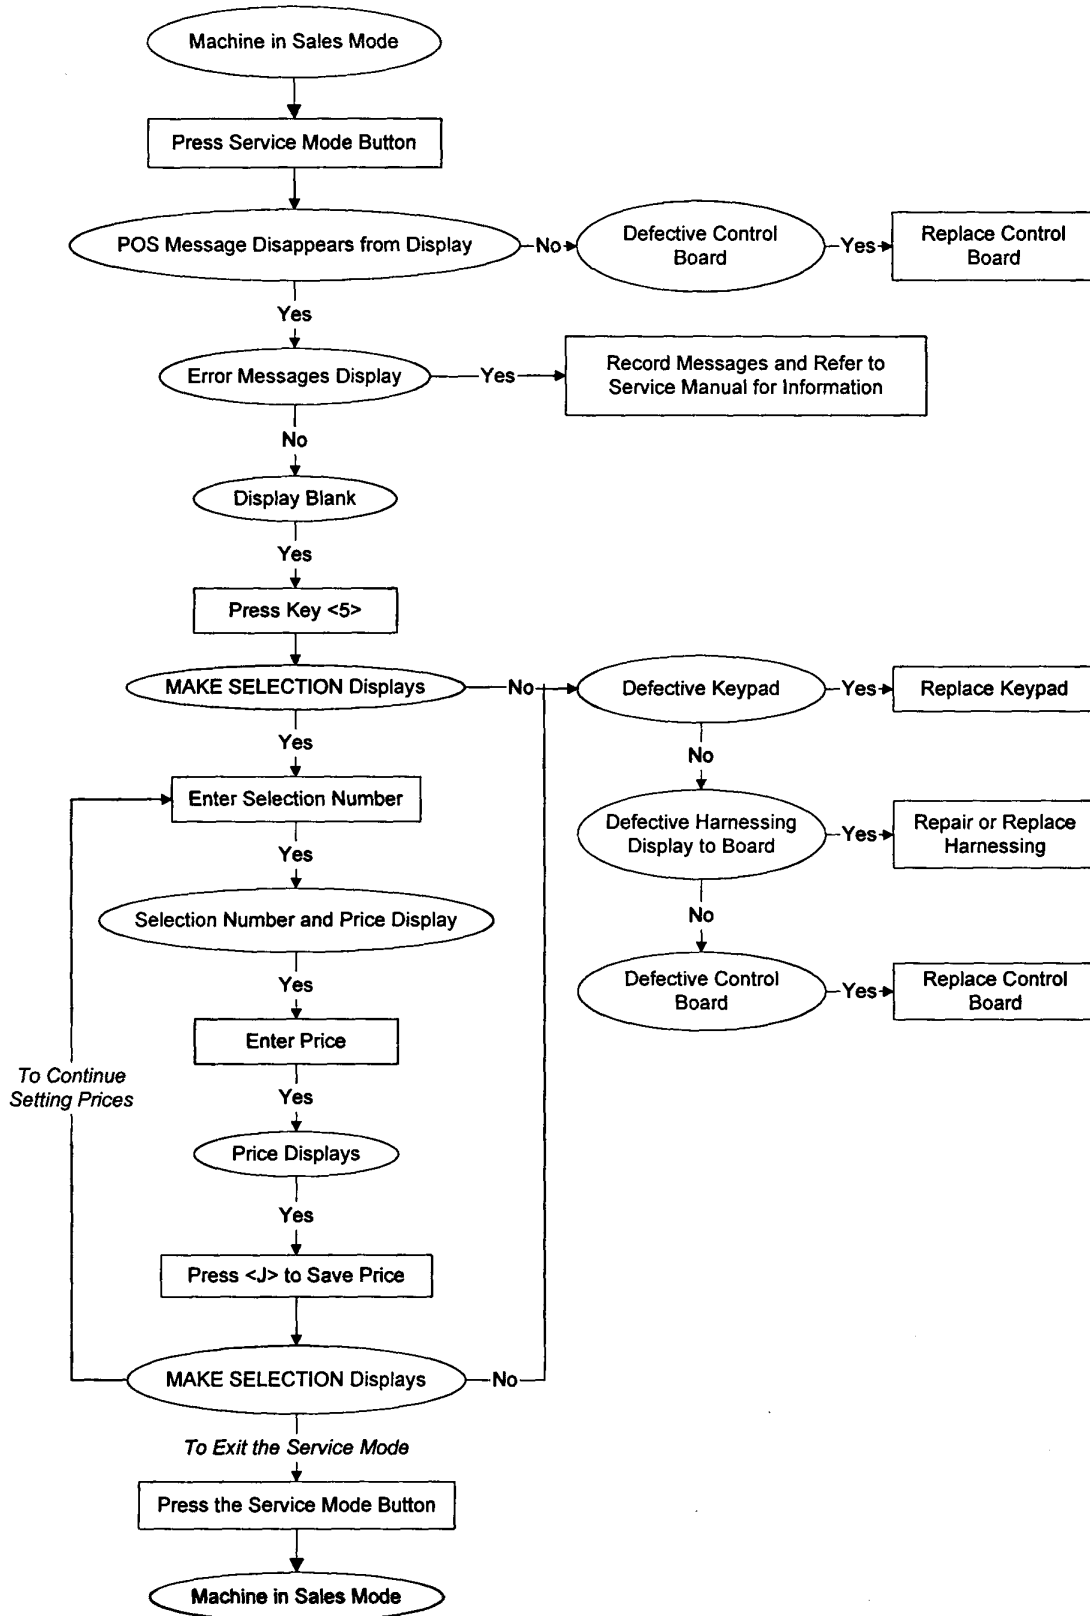 Machine in Sales Mode
Press Service Mode Button
POS Message Disappears from Display
No
Defective Control
Board
Yes
Replace Control
Board
Yes
Error Messages Display
Yes
Record Messages and Refer to
Service Manual for Information
No
Display Blank
Yes
Press Key <5>
MAKE SELECTION Displays
No
Defective Keypad
Yes
Replace Keypad
Yes
No
Enter Selection Number
Defective Harnessing
Display to Board
Yes
Repair or Replace
Harnessing
Yes
No
Selection Number and Price Display
Yes
Defective Control
Board
Yes
Replace Control
Board
Enter Price
To Continue
Setting Prices
Yes
Price Displays
Yes
Press <J> to Save Price
MAKE SELECTION Displays
No
To Exit the Service Mode
Press the Service Mode Button
Machine in Sales Mode